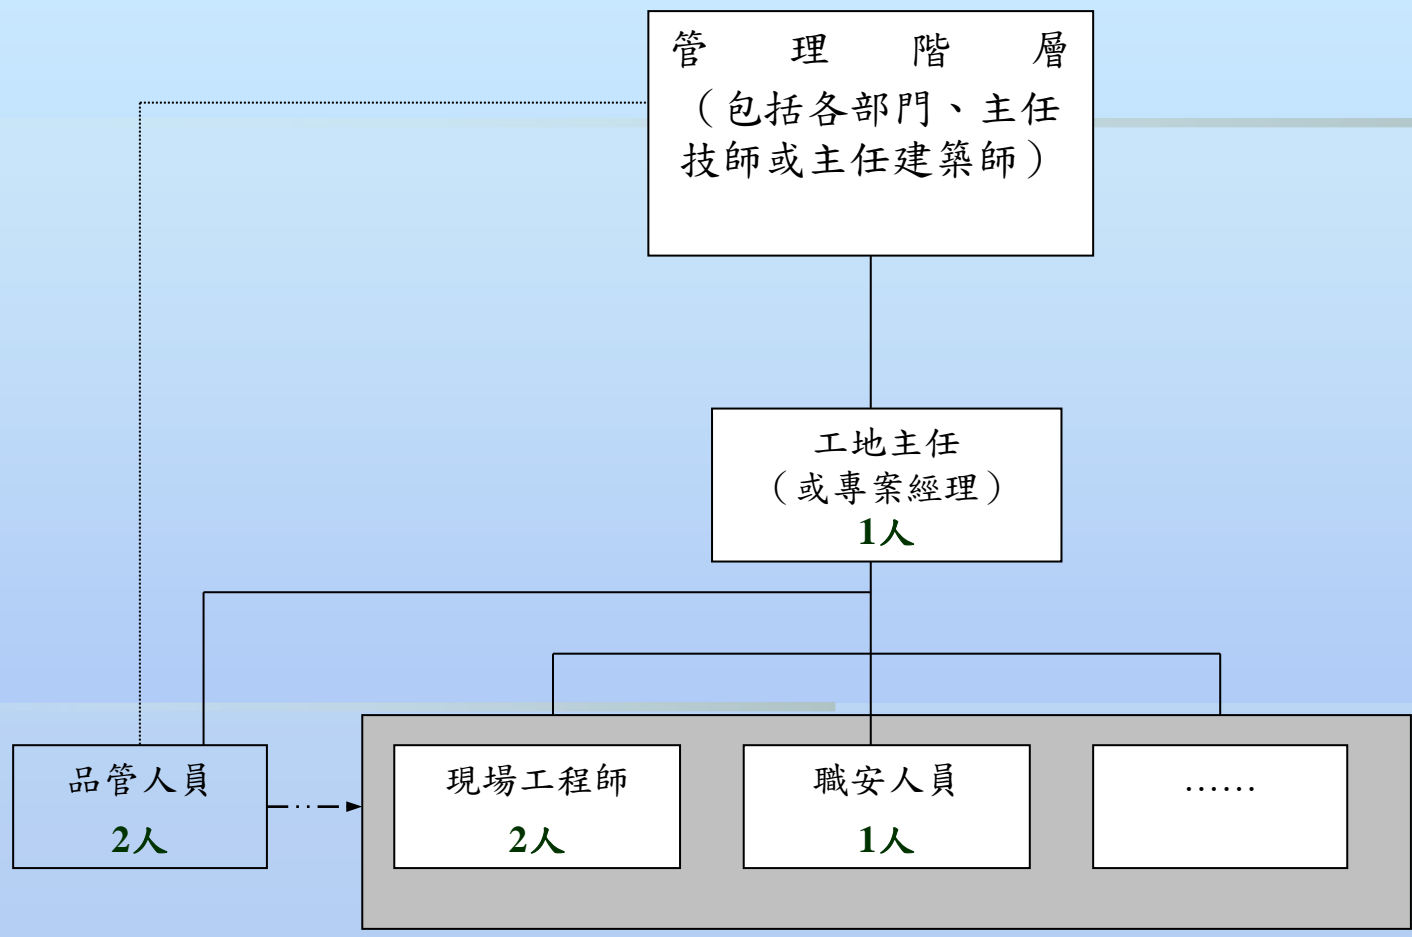 管理階層
（包括各部門、主任
技師或主任建築師）
工地主任
（或專案經理）
1人
品管人員
2人
現場工程師
2人
職安人員
1人
……